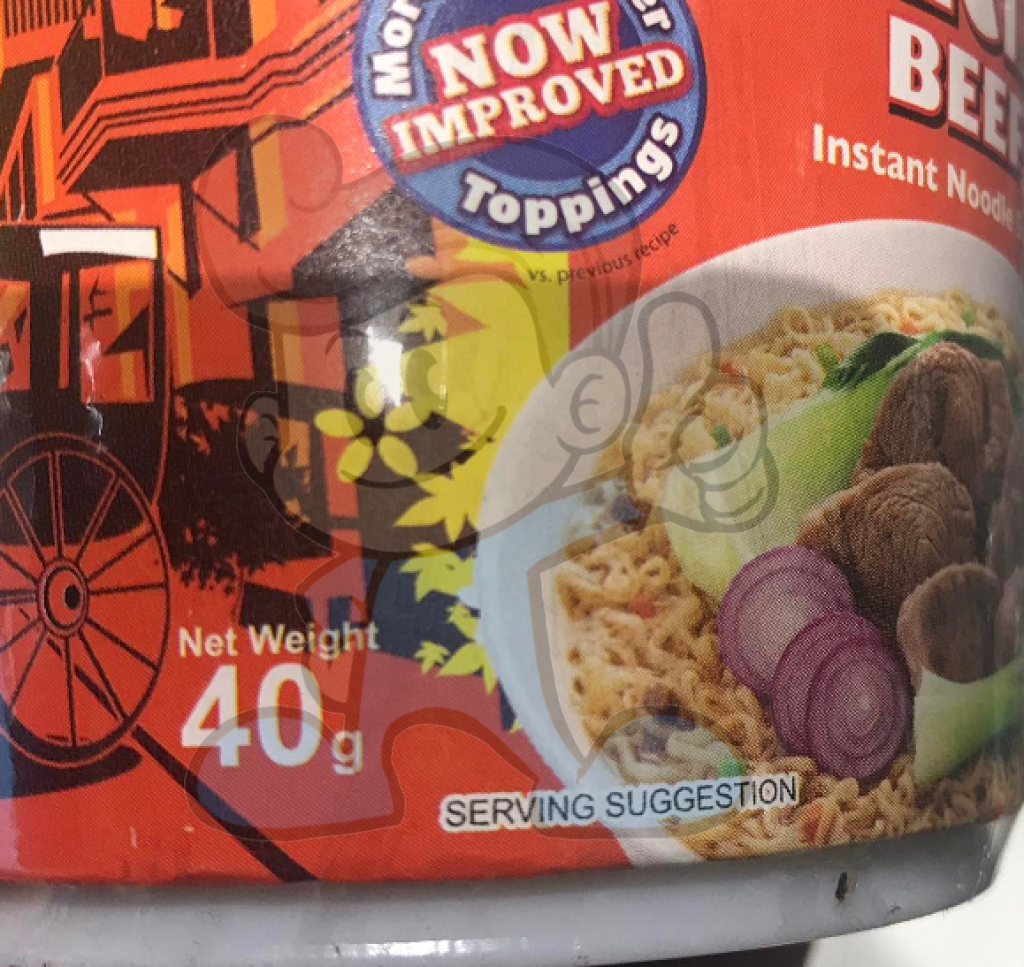 NOW
IMPROVED
Toppings
vs. previous recipe
BEEF
Instant Noodle
Net Weight
40g
SERVING SUGGESTION